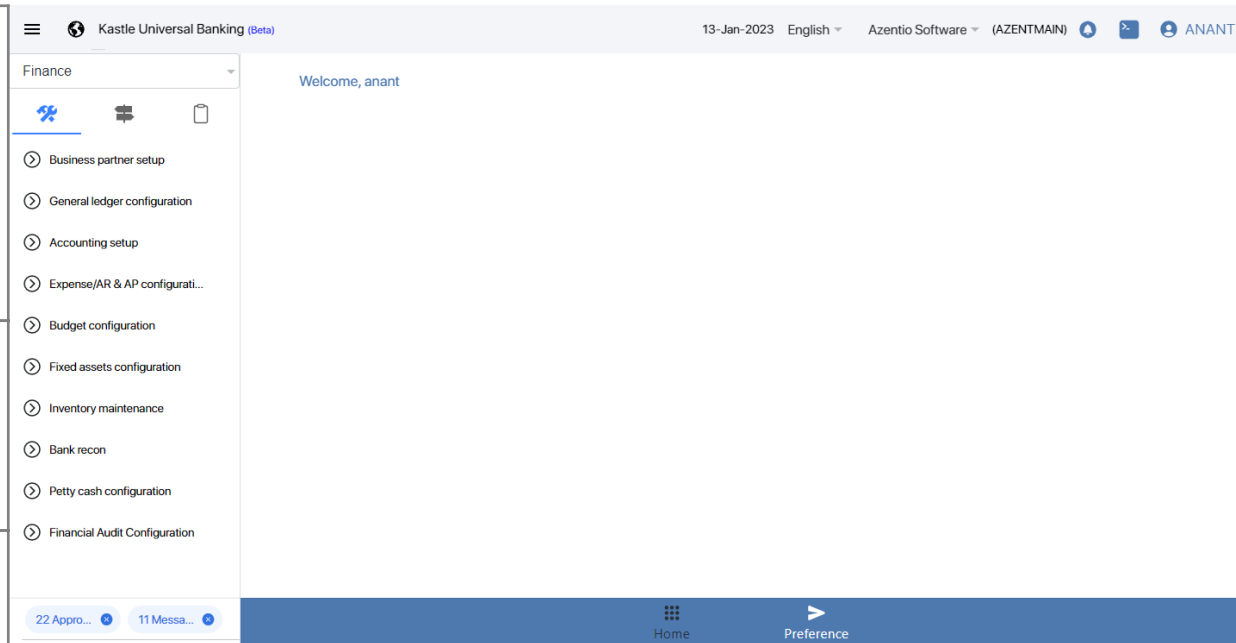 Kastle Universal Banking (Beta)
13-Jan-2023 English Azentio Software (AZENTMAIN) ANANT
Finance
Welcome, anant
Business partner setup
General ledger configuration
Accounting setup
Expense/AR & AP configurati...
Budget configuration
Fixed assets configuration
Inventory maintenance
Bank recon
Petty cash configuration
Financial Audit Configuration
22 Appro... 11 Messa...
Home Preference